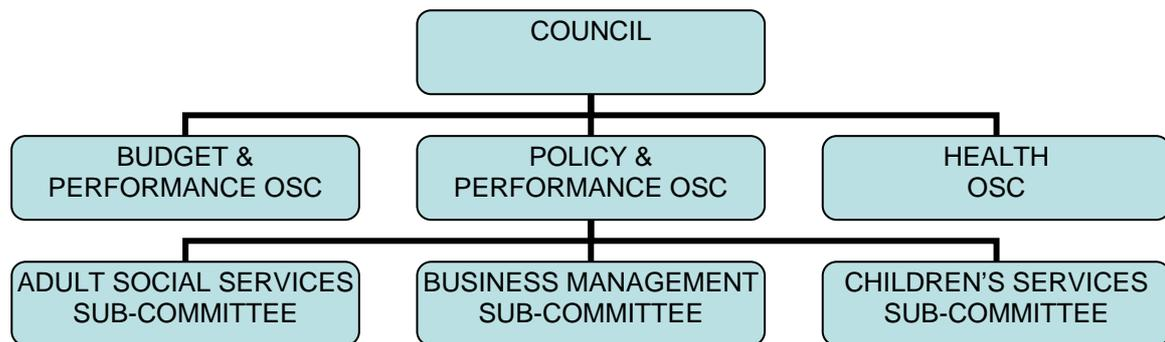 COUNCIL
BUDGET &
PERFORMANCE OSC
POLICY &
PERFORMANCE OSC
HEALTH
OSC
ADULT SOCIAL SERVICES
SUB-COMMITTEE
BUSINESS MANAGEMENT
SUB-COMMITTEE
CHILDREN’S SERVICES
SUB-COMMITTEE